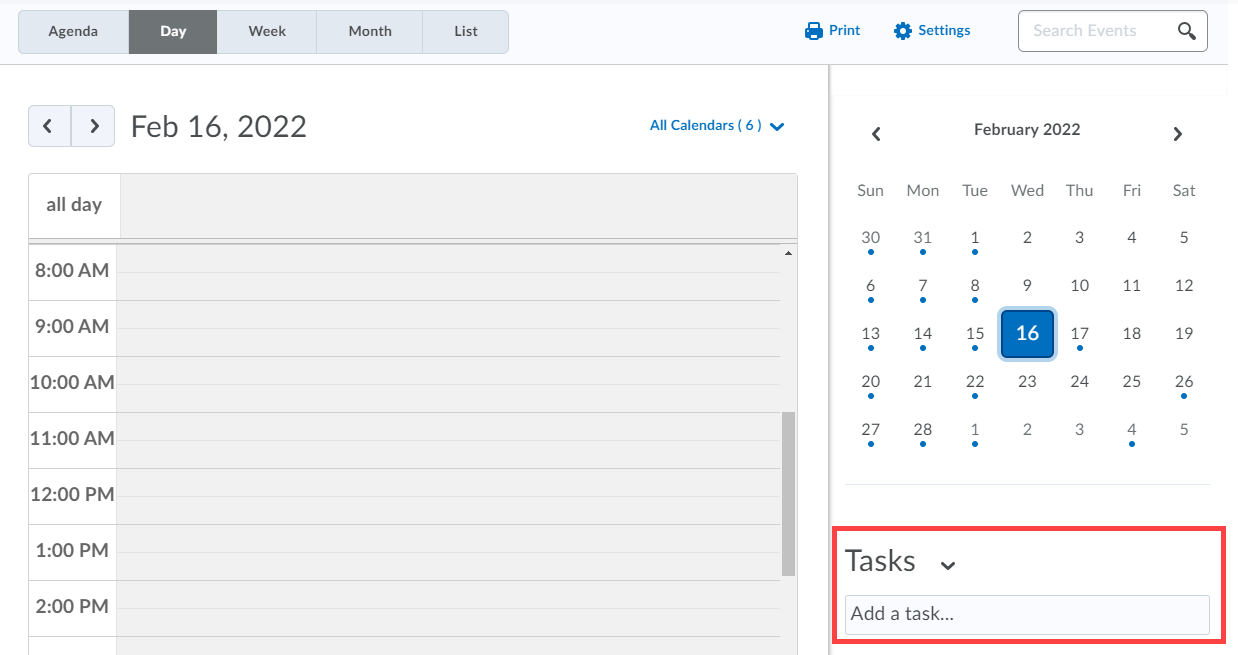 Agenda Day Week Month List Print Settings Search Events
Feb 16, 2022 All Calendars ( 6 )
all day
8:00 AM
9:00 AM
10:00 AM
11:00 AM
12:00 PM
1:00 PM
2:00 PM
February 2022
Sun Mon Tue Wed Thu Fri Sat
30 31 1 2 3 4 5
6 7 8 9 10 11 12
13 14 15 16 17 18 19
20 21 22 23 24 25 26
27 28 1 2 3 4 5
Tasks
Add a task...